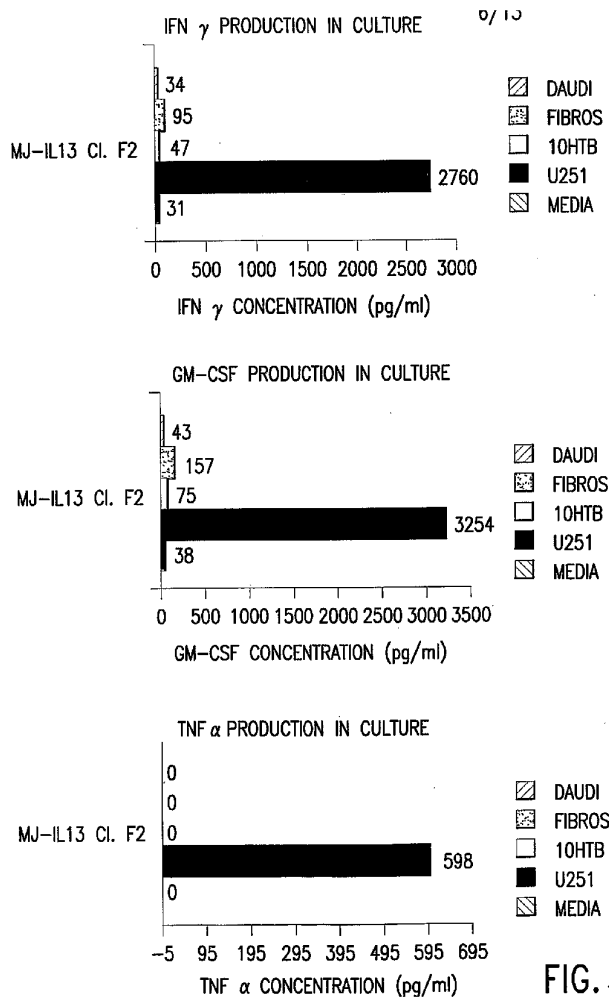 6/13
IFN γ PRODUCTION IN CULTURE
34
95
MJ-IL13 Cl. F2
47
2760
31
DAUDI
FIBROS
10HTB
U251
MEDIA
0 500 1000 1500 2000 2500 3000
IFN γ CONCENTRATION (pg/ml)
GM-CSF PRODUCTION IN CULTURE
43
157
MJ-IL13 Cl. F2
75
3254
38
DAUDI
FIBROS
10HTB
U251
MEDIA
0 500 1000 1500 2000 2500 3000 3500
GM-CSF CONCENTRATION (pg/ml)
TNF α PRODUCTION IN CULTURE
0
0
MJ-IL13 Cl. F2
0
598
0
DAUDI
FIBROS
10HTB
U251
MEDIA
-5 95 195 295 395 495 595 695
TNF α CONCENTRATION (pg/ml)
FIG.